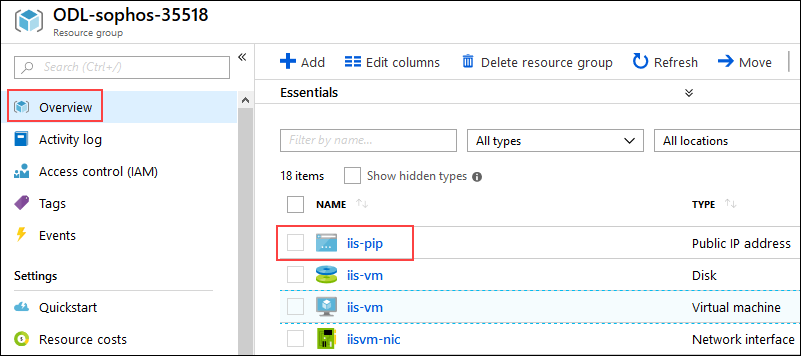 ODL-sophos-35518
Resource group
Search (Ctrl+/)
Overview
Activity log
Access control (IAM)
Tags
Events
Settings
Quickstart
Resource costs
Add Edit columns Delete resource group Refresh Move
Essentials
Filter by name... All types All locations
18 items Show hidden types
NAME TYPE
iis-pip Public IP address
iis-vm Disk
iis-vm Virtual machine
iisvm-nic Network interface